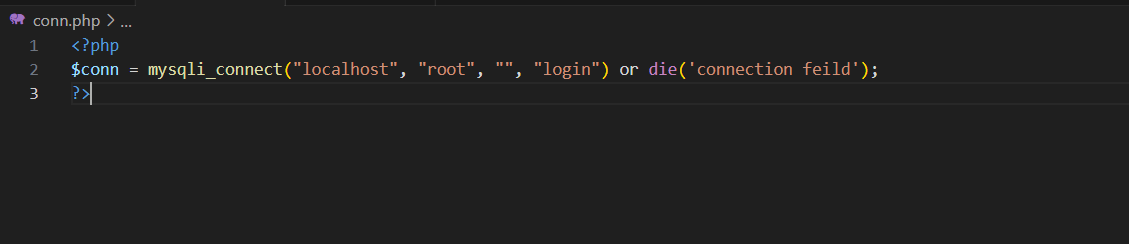 conn.php > ...
1 <?php
2 $conn = mysqli_connect("localhost", "root", "", "login") or die('connection feild');
3 ?>